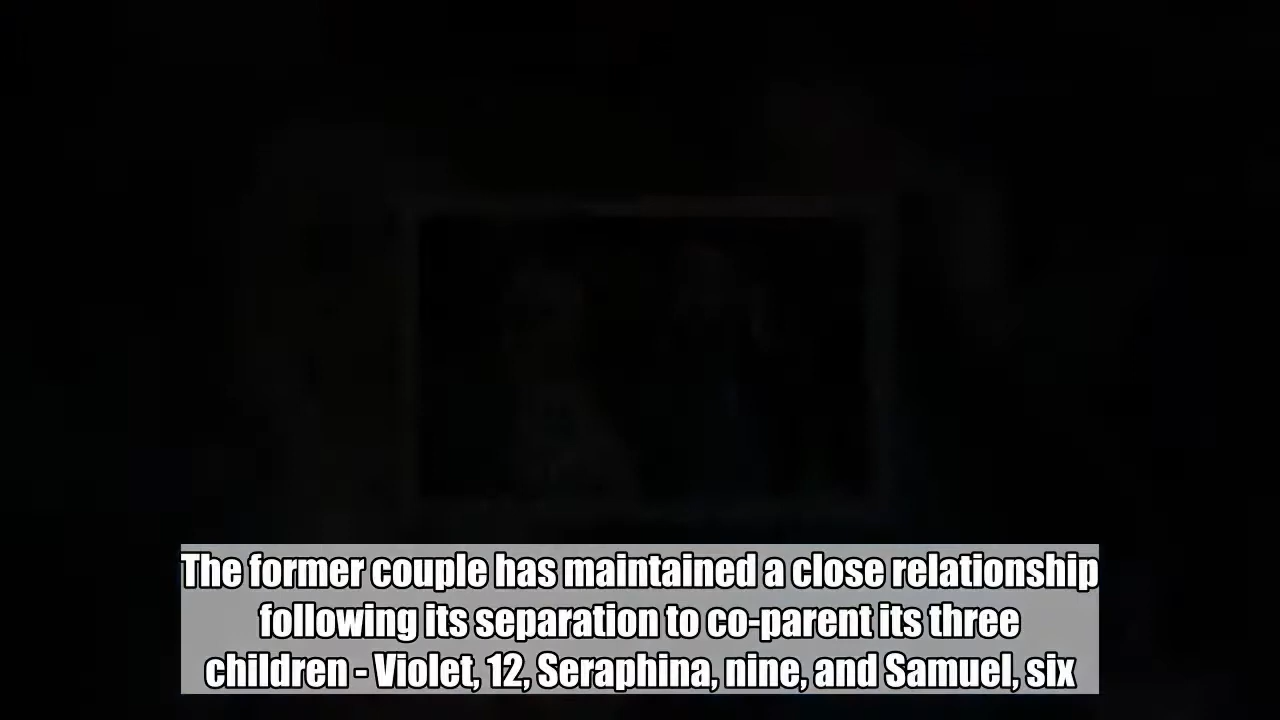 The former couple has maintained a close relationship
following its separation to co-parent its three
children - Violet, 12, Seraphina, nine, and Samuel, six